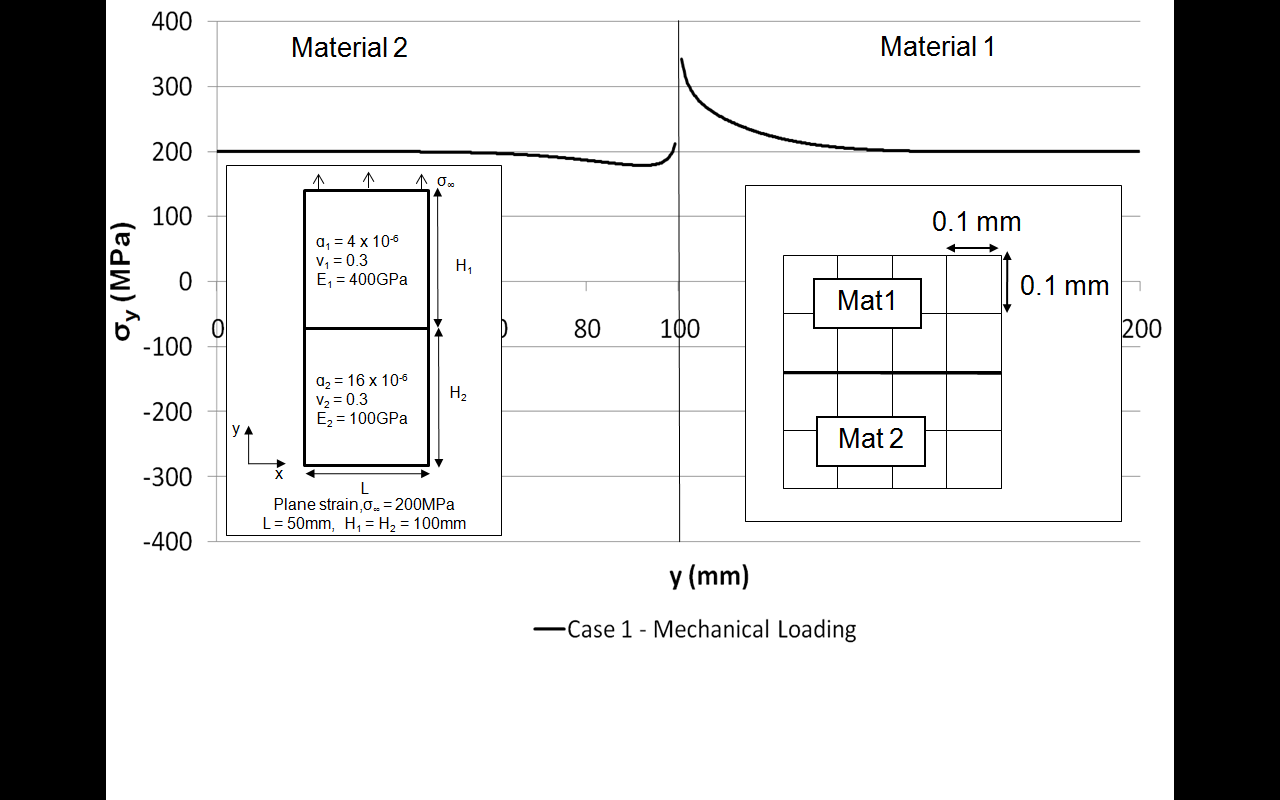 400
Material 2
Material 1
300
200
100
0
-100
-200
-300
-400
σy (MPa)
0
0
80
100
200
σ∞
α₁ = 4 x 10⁻⁶
ν₁ = 0.3
E₁ = 400GPa
H₁
α₂ = 16 x 10⁻⁶
ν₂ = 0.3
E₂ = 100GPa
H₂
y
x
L
Plane strain,σ∞ = 200MPa
L = 50mm, H₁ = H₂ = 100mm
0.1 mm
0.1 mm
Mat1
Mat 2
y (mm)
Case 1 - Mechanical Loading